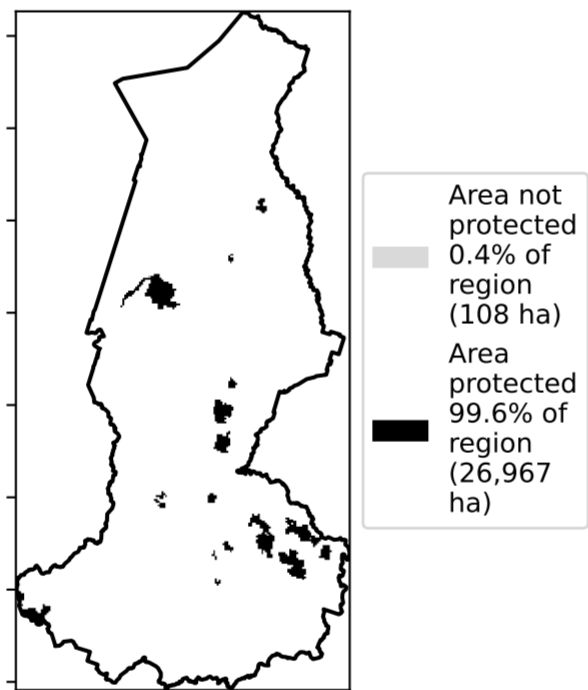 Area not
protected
0.4% of
region
(108 ha)
Area
protected
99.6% of
region
(26,967
ha)